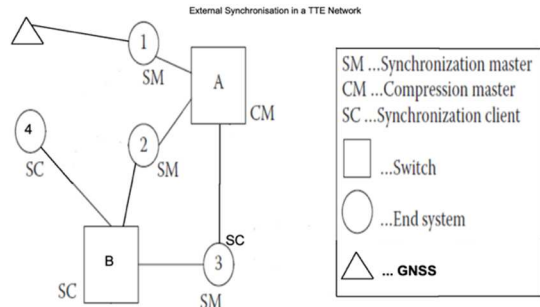 External Synchronisation in a TTE Network
1
SM
A
CM
SM ...Synchronization master
CM ...Compression master
SC ...Synchronization client
4
SC
2
SM
...Switch
...End system
B
SC
SC
3
SM
... GNSS